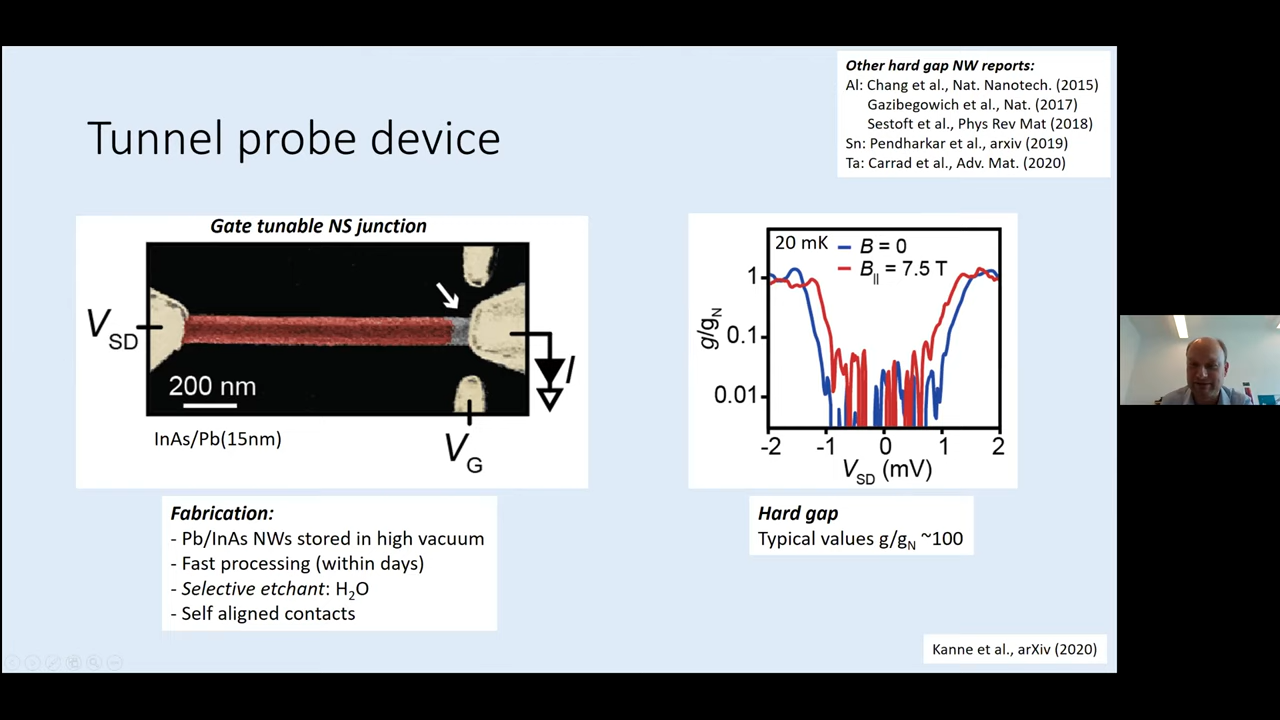 Other hard gap NW reports:
Al: Chang et al., Nat. Nanotech. (2015)
Gazibegowich et al., Nat. (2017)
Sestoft et al., Phys Rev Mat (2018)
Sn: Pendharkar et al., arxiv (2019)
Ta: Carrad et al., Adv. Mat. (2020)
Tunnel probe device
Gate tunable NS junction
V_SD
200 nm
I
InAs/Pb(15nm)
V_G
20 mK
B = 0
B_|| = 7.5 T
g/g_N
1
0.1
0.01
-2 -1 0 1 2
V_SD (mV)
Fabrication:
- Pb/InAs NWs stored in high vacuum
- Fast processing (within days)
- Selective etchant: H₂O
- Self aligned contacts
Hard gap
Typical values g/g_N ~100
Kanne et al., arXiv (2020)